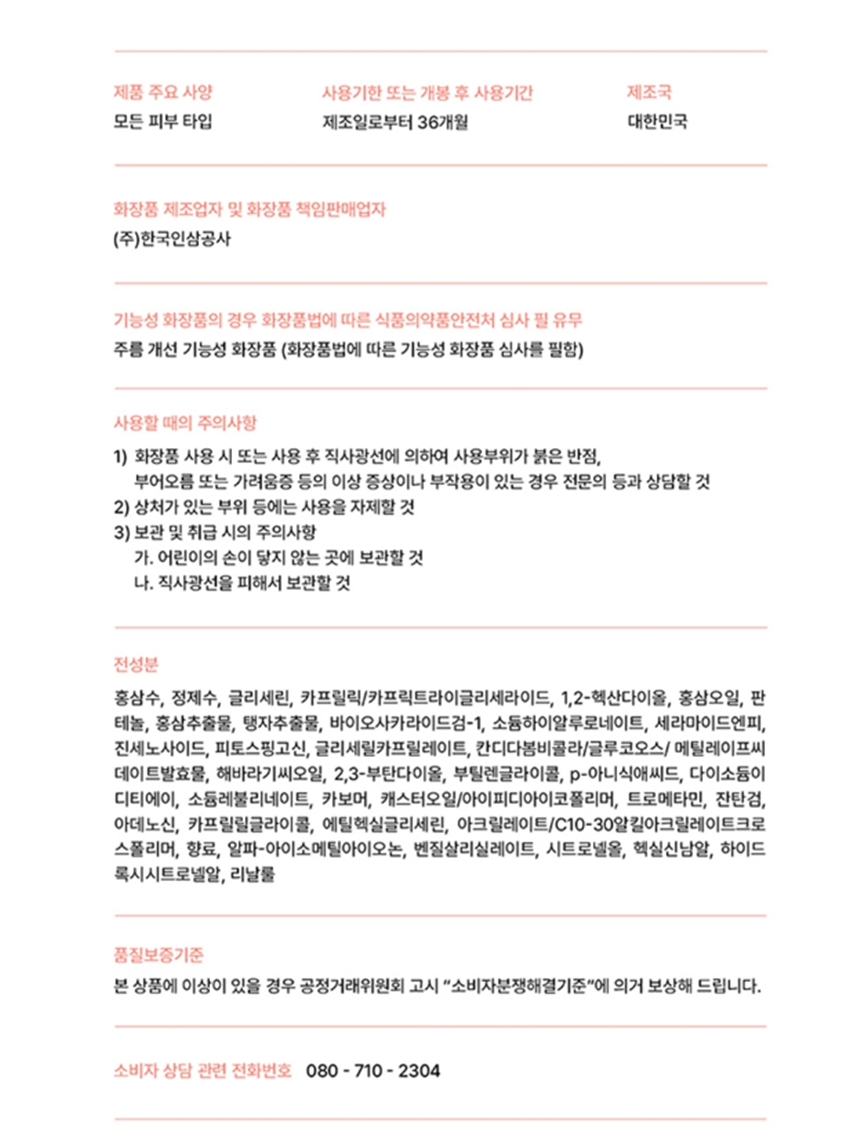 제품 주요 사양 사용기한 또는 개봉 후 사용기간 제조국
모든 피부 타입 제조일로부터 36개월 대한민국
화장품 제조업자 및 화장품 책임판매업자
(주)한국인삼공사
기능성 화장품의 경우 화장품법에 따른 식품의약품안전처 심사 필 유무
주름 개선 기능성 화장품 (화장품법에 따른 기능성 화장품 심사를 필함)
사용할 때의 주의사항
1) 화장품 사용 시 또는 사용 후 직사광선에 의하여 사용부위가 붉은 반점,
부어오름 또는 가려움증 등의 이상 증상이나 부작용이 있는 경우 전문의 등과 상담할 것
2) 상처가 있는 부위 등에는 사용을 자제할 것
3) 보관 및 취급 시의 주의사항
가. 어린이의 손이 닿지 않는 곳에 보관할 것
나. 직사광선을 피해서 보관할 것
전성분
홍삼수, 정제수, 글리세린, 카프릴릭/카프릭트라이글리세라이드, 1,2-헥산다이올, 홍삼오일, 판
테놀, 홍삼추출물, 탱자추출물, 바이오사카라이드검-1, 소듐하이알루로네이트, 세라마이드엔피,
진세노사이드, 피토스핑고신, 글리세릴카프릴레이트, 칸디다봄비콜라/글루코오스/ 메틸레이프씨
데이트발효물, 해바라기씨오일, 2,3-부탄다이올, 부틸렌글라이콜, p-아니식애씨드, 다이소듐이
디티에이, 소듐레불리네이트, 카보머, 캐스터오일/아이피디아이코폴리머, 트로메타민, 잔탄검,
아데노신, 카프릴릴글라이콜, 에틸헥실글리세린, 아크릴레이트/C10-30알킬아크릴레이트크로
스폴리머, 향료, 알파-아이소메틸아이오논, 벤질살리실레이트, 시트로넬올, 헥실신남알, 하이드
록시시트로넬알, 리날룰
품질보증기준
본 상품에 이상이 있을 경우 공정거래위원회 고시 “소비자분쟁해결기준”에 의거 보상해 드립니다.
소비자 상담 관련 전화번호 080 - 710 - 2304